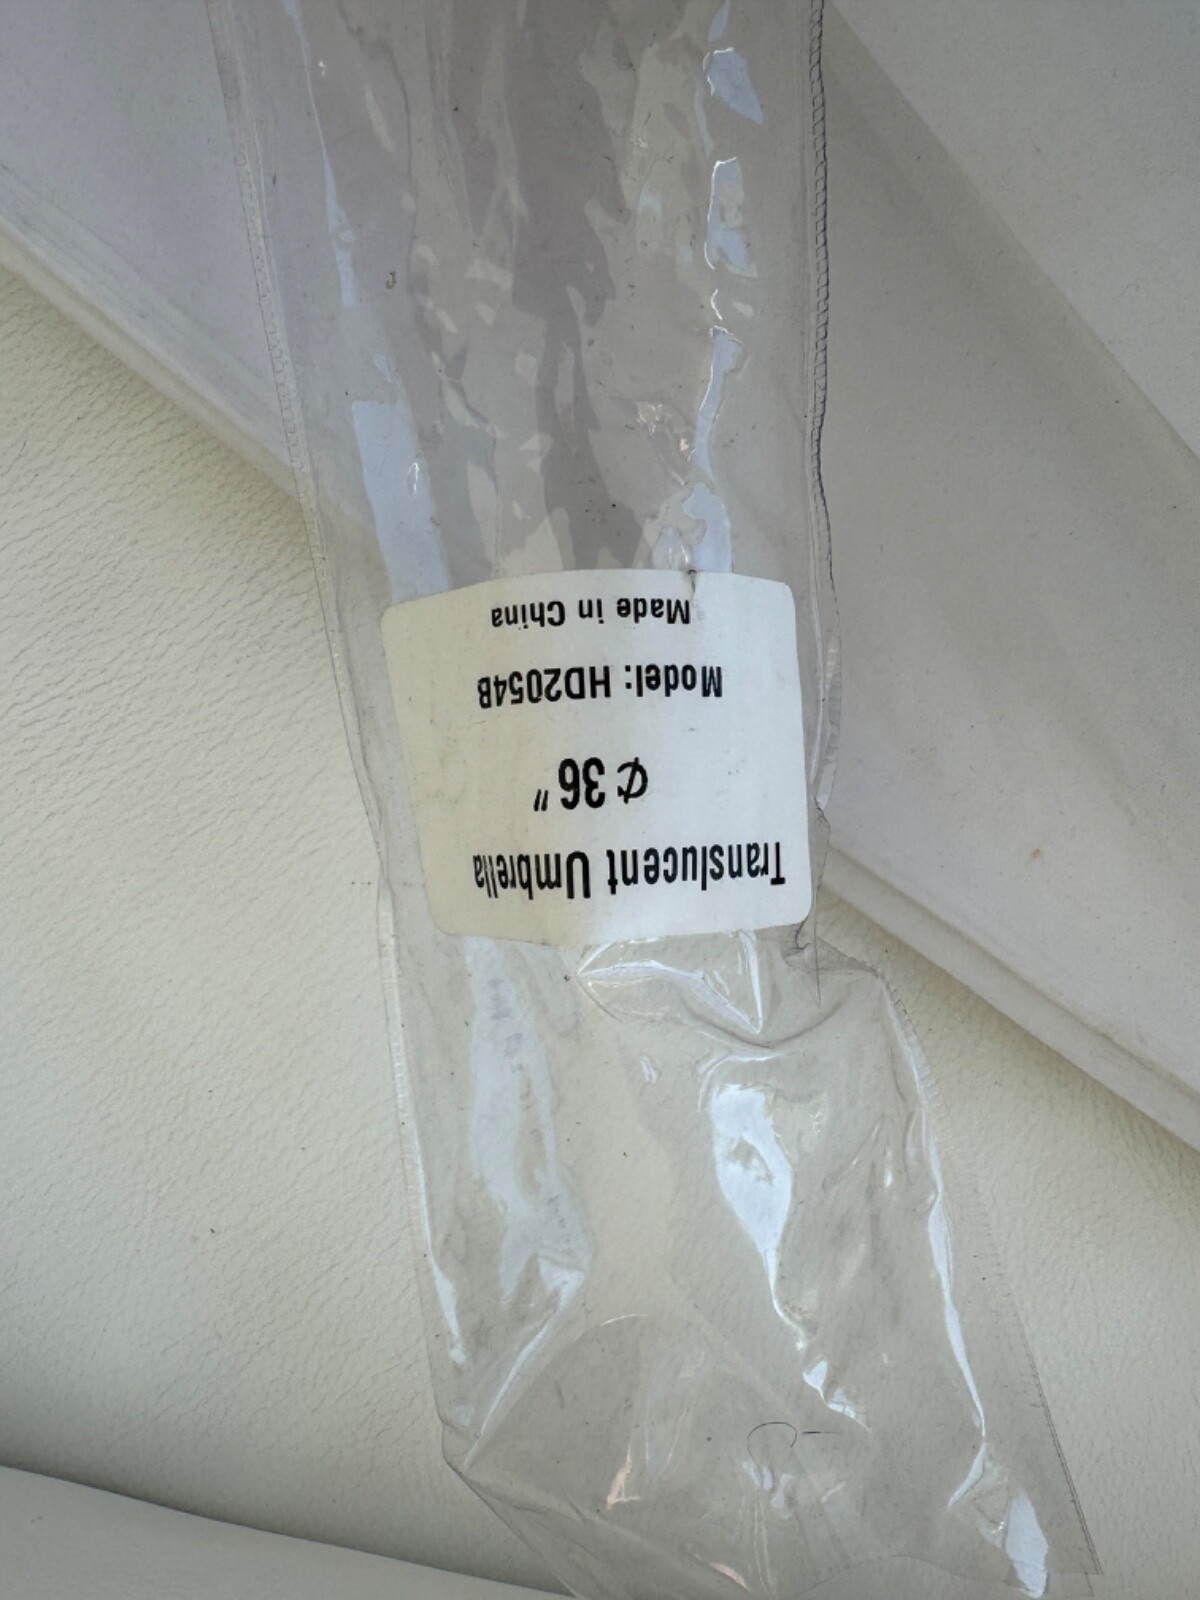 Translucent Umbrella
₵ 36"
Model: HD2054B
Made in China